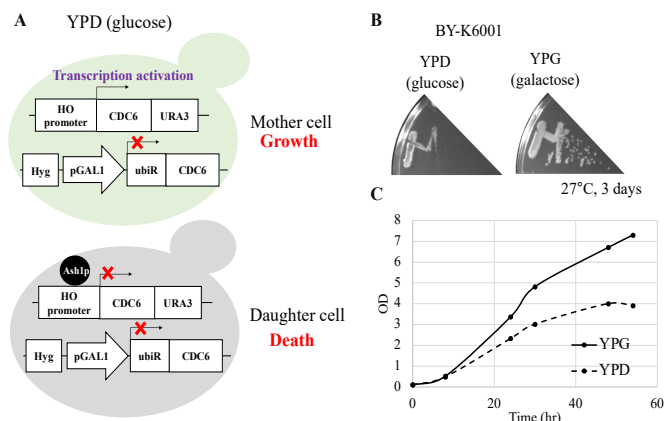 A
YPD (glucose)
Transcription activation
HO
promoter
CDC6
URA3
Hyg
pGAL1
ubiR
CDC6
Mother cell
Growth
Ash1p
HO
promoter
CDC6
URA3
Hyg
pGAL1
ubiR
CDC6
Daughter cell
Death
B
BY-K6001
YPD
(glucose)
YPG
(galactose)
27°C, 3 days
C
8
7
6
5
4
3
2
1
0
OD
0
20
40
60
Time (hr)
YPG
YPD